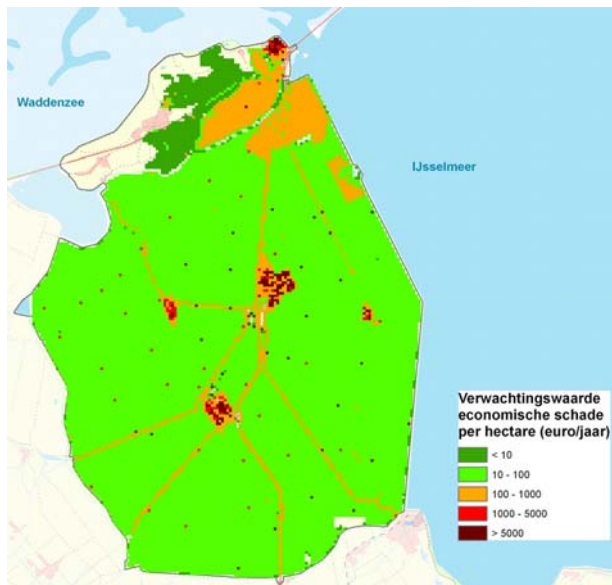 Waddenzee
IJsselmeer
Verwachtingswaarde
economische schade
per hectare (euro/jaar)
< 10
10 - 100
100 - 1000
1000 - 5000
> 5000